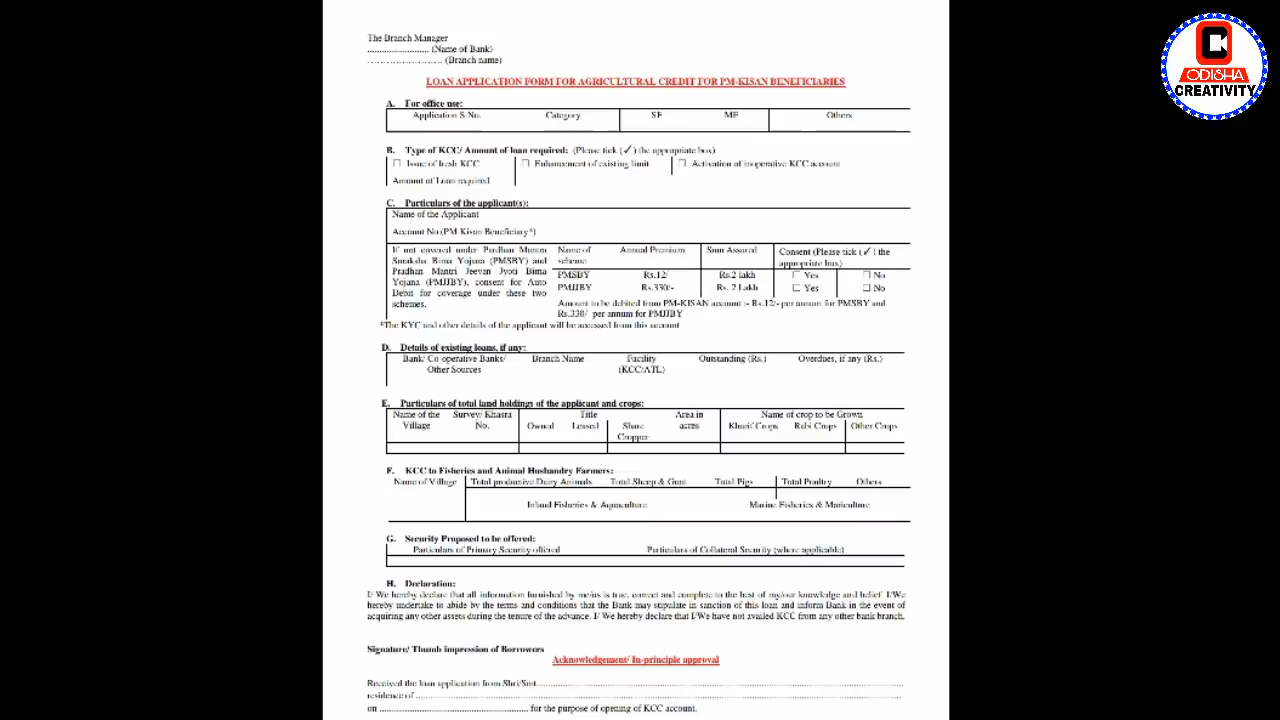 The Branch Manager
.......................... (Name of Bank)
.......................... (Branch name)
LOAN APPLICATION FORM FOR AGRICULTURAL CREDIT FOR PM-KISAN BENEFICIARIES
A. For office use:
Application S.No. Category SF MF Others
B. Type of KCC/ Amount of loan required: (Please tick (✓) the appropriate box)
☐ Issue of fresh KCC ☐ Enhancement of existing limit ☐ Activation of inoperative KCC account
Amount of Loan required
C. Particulars of the applicant(s):
Name of the Applicant
Account No (PM Kisan Beneficiary*)
If not covered under Pradhan Mantra Suraksha Bima Yojana (PMSBY) and Pradhan Mantri Jeevan Jyoti Bima Yojana (PMJJBY), consent for Auto Debit for coverage under these two schemes.
Name of scheme Annual Premium Sum Assured Consent (Please tick (✓) the appropriate box)
PMSBY Rs.12/ Rs.2 lakh ☐ Yes ☐ No
PMJJBY Rs.330/- Rs. 2 Lakh ☐ Yes ☐ No
Amount to be debited from PM-KISAN account :- Rs.12/- per annum for PMSBY and
Rs.330/ per annum for PMJJBY
*The KYC and other details of the applicant will be accessed from this account
D. Details of existing loans, if any:
Bank/ Co operative Banks/ Other Sources Branch Name Facility (KCC/ATL) Outstanding (Rs.) Overdues, if any (Rs.)
E. Particulars of total land holdings of the applicant and crops:
Name of the Village Survey/ Khasra No. Title Area in acres Name of crop to be Grown
Owned Leased Share Cropper Kharif Crops Rabi Crops Other Crops
F. KCC to Fisheries and Animal Husbandry Farmers:
Name of Village Total productive Dairy Animals Total Sheep & Goat Total Pigs Total Poultry Others
Inland Fisheries & Aquaculture Marine Fisheries & Mariculture
G. Security Proposed to be offered:
Particulars of Primary Security offered Particulars of Collateral Security (where applicable)
H. Declaration:
I/ We hereby declare that all information furnished by me/us is true, correct and complete to the best of my/our knowledge and belief. I/We
hereby undertake to abide by the terms and conditions that the Bank may stipulate in sanction of this loan and inform Bank in the event of
acquiring any other assets during the tenure of the advance. I/ We hereby declare that I/We have not availed KCC from any other bank branch.
Signature/ Thumb impression of Borrowers
Acknowledgement/ In-principle approval
Received the loan application from Shri/Smt..........................
residence of ..........................
on .......................... for the purpose of opening of KCC account.
ODISHA
CREATIVITY